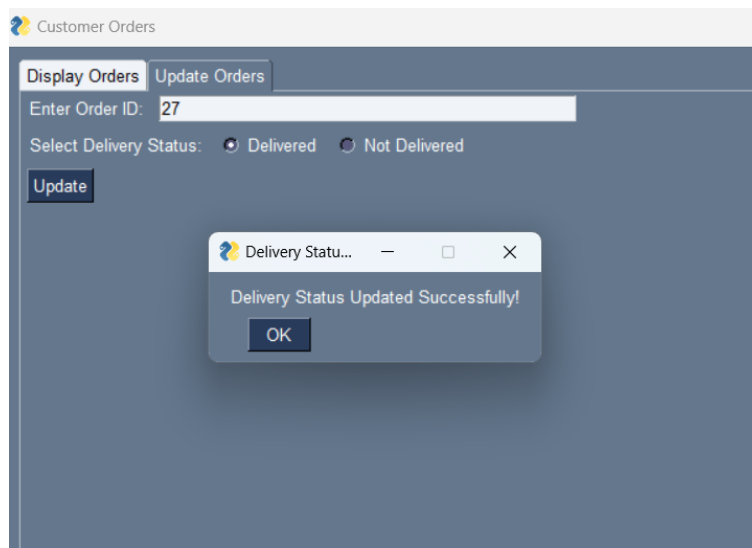 Customer Orders
Display Orders Update Orders
Enter Order ID: 27
Select Delivery Status: Delivered Not Delivered
Update
Delivery Statu...
Delivery Status Updated Successfully!
OK